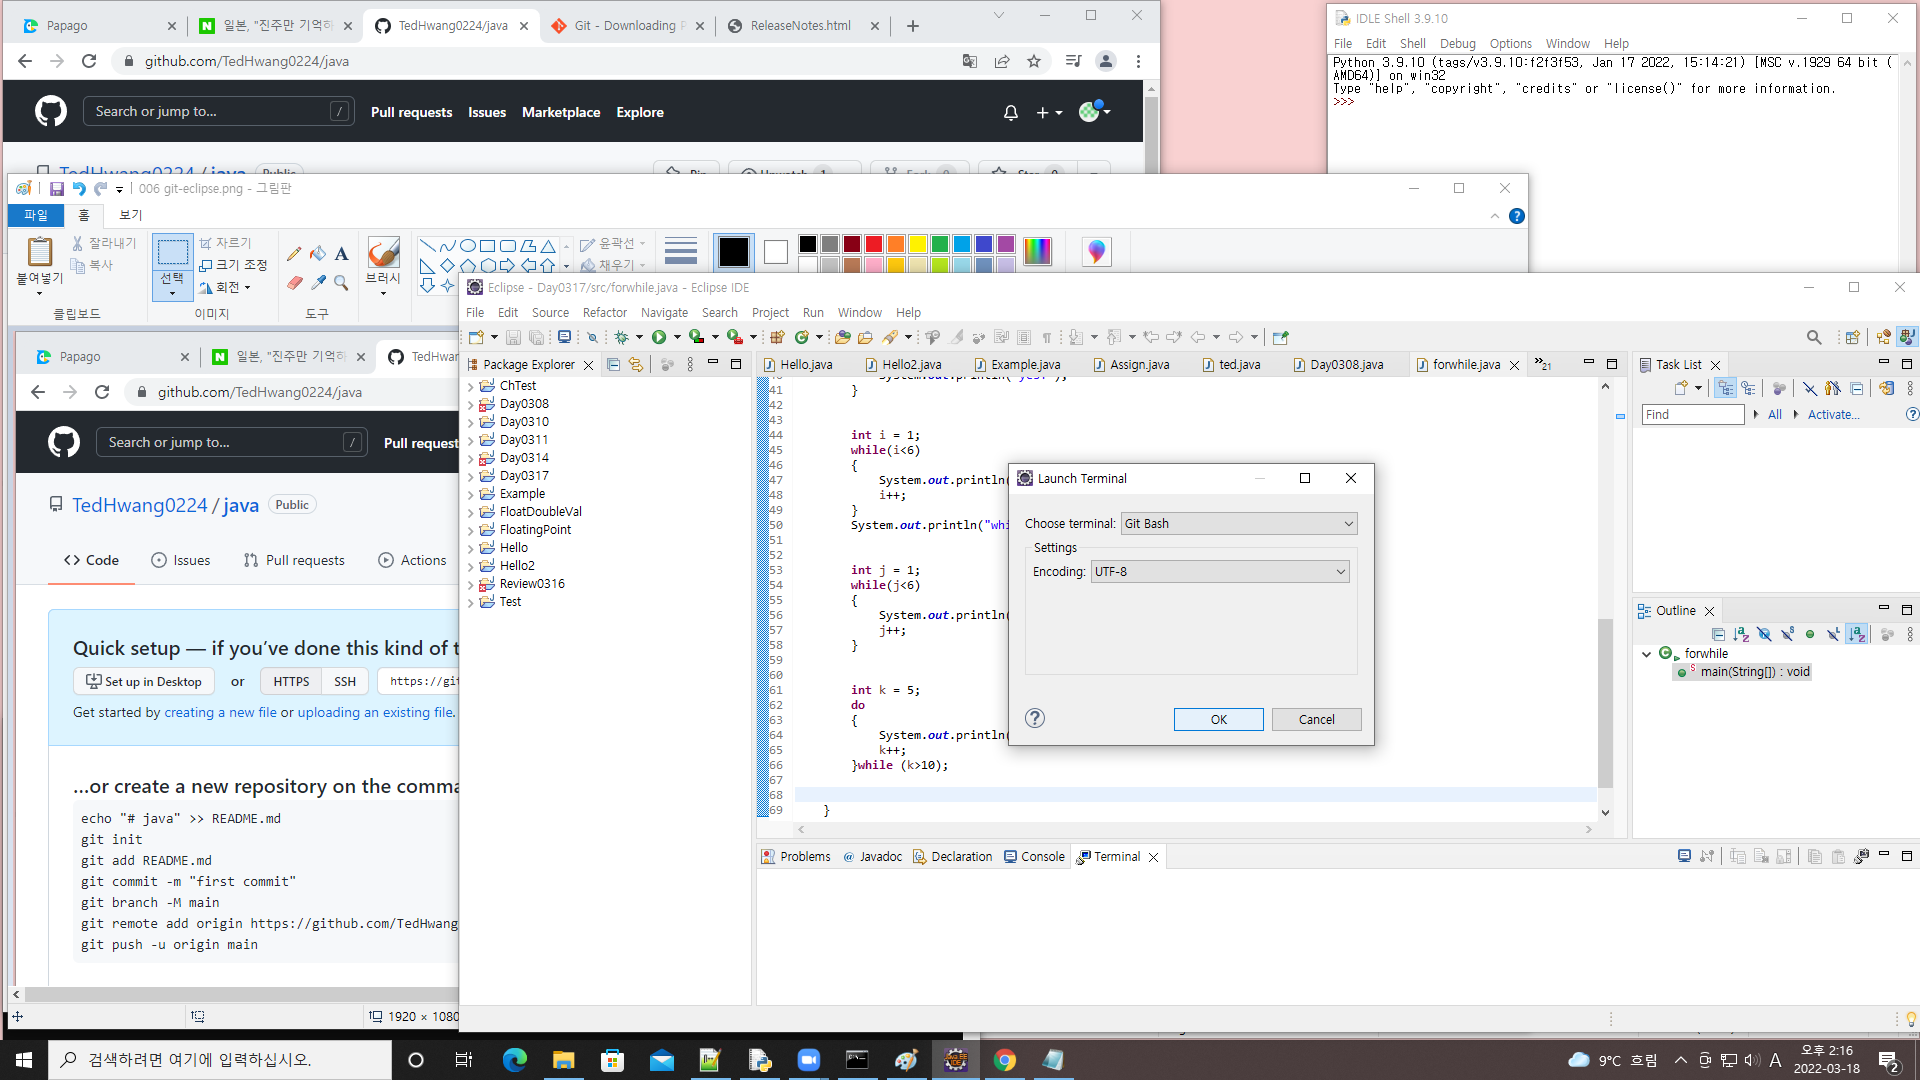 Papago
일본, "진주만 기억하
TedHwang0224/java
Git - Downloading P
ReleaseNotes.html
github.com/TedHwang0224/java
Search or jump to...
/
Pull requests
Issues
Marketplace
Explore
TedHwang0224 / java
Public
Pin
Unwatch
1
Fork
0
Star
0
IDLE Shell 3.9.10
File
Edit
Shell
Debug
Options
Window
Help
Python 3.9.10 (tags/v3.9.10:f2f3f53, Jan 17 2022, 15:14:21) [MSC v.1929 64 bit (
AMD64)] on win32
Type "help", "copyright", "credits" or "license()" for more information.
>>>
006 git-eclipse.png - 그림판
파일
홈
보기
붙여넣기
잘라내기
복사
클립보드
선택
자르기
크기 조정
회전
이미지
A
도구
브러시
윤곽선
채우기
Papago
일본, "진주만 기억하
TedHw
github.com/TedHwang0224/java
Search or jump to...
/
Pull request
TedHwang0224 / java
Public
Code
Issues
Pull requests
Actions
Quick setup — if you've done this kind of t
Set up in Desktop
or
HTTPS
SSH
https://git
Get started by creating a new file or uploading an existing file.
...or create a new repository on the comma
echo "# java" >> README.md
git init
git add README.md
git commit -m "first commit"
git branch -M main
git remote add origin https://github.com/TedHwang
git push -u origin main
1920 × 1080
Eclipse - Day0317/src/forwhile.java - Eclipse IDE
File
Edit
Source
Refactor
Navigate
Search
Project
Run
Window
Help
Package Explorer
ChTest
Day0308
Day0310
Day0311
Day0314
Day0317
Example
FloatDoubleVal
FloatingPoint
Hello
Hello2
Review0316
Test
Hello.java
Hello2.java
Example.java
Assign.java
ted.java
Day0308.java
forwhile.java
»21
40 System.out.println("yes!");
41 }
42
43
44 int i = 1;
45 while(i<6)
46 {
47 System.out.println(
48 i++;
49 }
50 System.out.println("whi
51
52
53 int j = 1;
54 while(j<6)
55 {
56 System.out.println(
57 j++;
58 }
59
60
61 int k = 5;
62 do
63 {
64 System.out.println(
65 k++;
66 }while (k>10);
67
68
69 }
Launch Terminal
Choose terminal:
Git Bash
Settings
Encoding:
UTF-8
OK
Cancel
Task List
Find
All
Activate...
Outline
forwhile
main(String[]) : void
Problems
Javadoc
Declaration
Console
Terminal
검색하려면 여기에 입력하십시오.
9°C 흐림
A
오후 2:16
2022-03-18
2